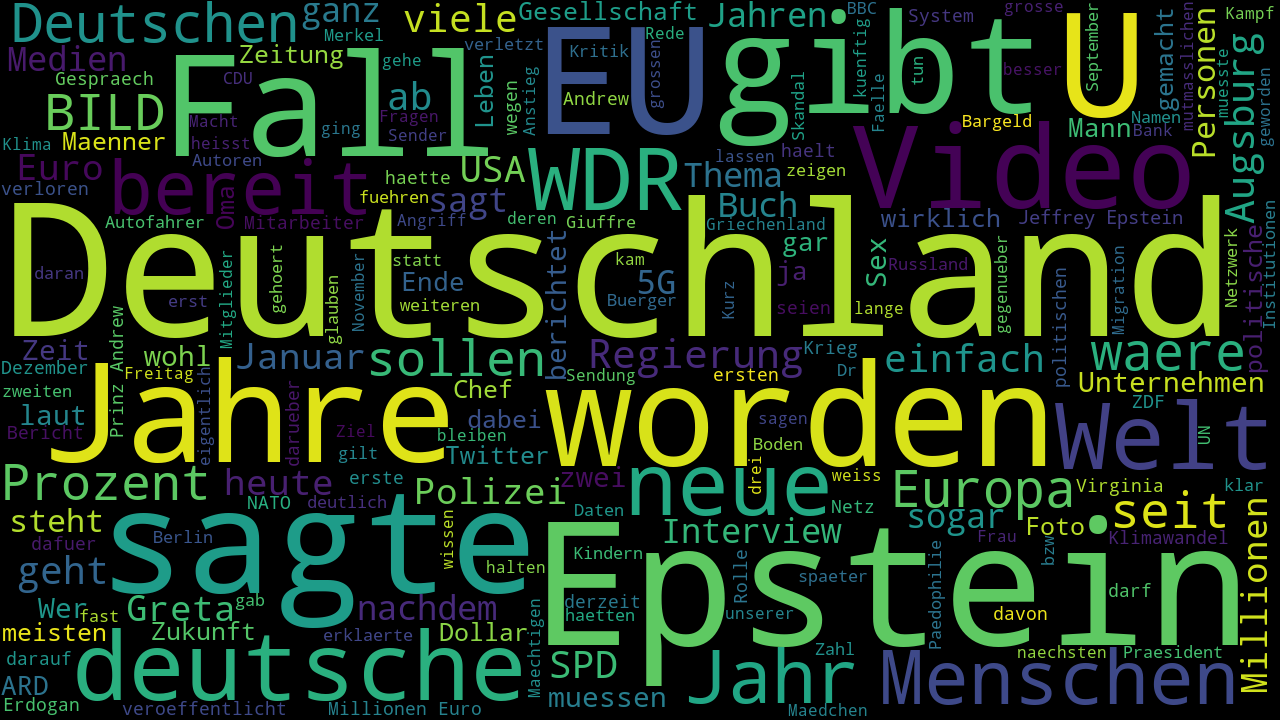 Deutschen
ganz
viele
Gesellschaft
Jahren
BBC
System
grosse
Kampf
Merkel
verletzt
Kritik
Rede
Medien
Zeitung
gehe
Gespraech
CDU
Fall
EU
gibt
U
BILD
ab
Leben
wegen
Anstieg
Andrew
grossen
Skandal
kuenftig
Faelle
tun
Bargeld
September
gemacht
mutmasslichen
Personen
muesste
geworden
Augsburg
Macht
ging
Fragen
Sender
Klima
Maenner
heisst
Autoren
Mann
Bank
Namen
Euro
verloren
bereit
Oma
haette
USA
sagt
fuehren
WDR
Thema
lassen
haelt
zeigen
Video
Buch
wirklich
Jeffrey Epstein
Autofahrer
Mitarbeiter
Angriff
deren
Giuffre
Griechenland
gar
Sex
Deutschland
daran
erst
Mitglieder
gehoert
glauben
November
statt
Ende
weiteren
berichtet
kam
5G
Buerger
Kurz
ja
seien
Russland
lange
gegenueber
Migration
Netzwerk
Institutionen
politische
Zeit
Dezember
zweiten
Prinz Andrew
wohl
Freitag
Januar
sollen
Regierung
Krieg
Dr
einfach
politischen
waere
Unternehmen
Sendung
ersten
Chef
laut
Bericht
Jahre
eigentlich
darueber
Ziel
gilt
dabei
bleiben
Twitter
worden
sagen
Boden
ZDF
UN
Welt
Prozent
heute
erste
NATO
deutlich
Polizei
zwei
neue
drei
weiss
Netz
Europa
Virginia
klar
steht
dafuer
Berlin
sagte
wissen
Daten
Interview
sogar
Foto
seit
Frau
Klimawandel
bzw
Millionen
geht
halten
Kindern
Epstein
Rolle
spaeter
Paedophilie
darf
Wer
fast
Greta
gab
nachdem
derzeit
haetten
unserer
davon
meisten
Zukunft
erklaerte
Dollar
Maechtigen
darauf
ARD
Erdogan
deutsche
SPD
muessen
Jahr
Zahl
Menschen
naechsten
Praesident
veroeffentlicht
Millionen Euro
Maedchen
besser